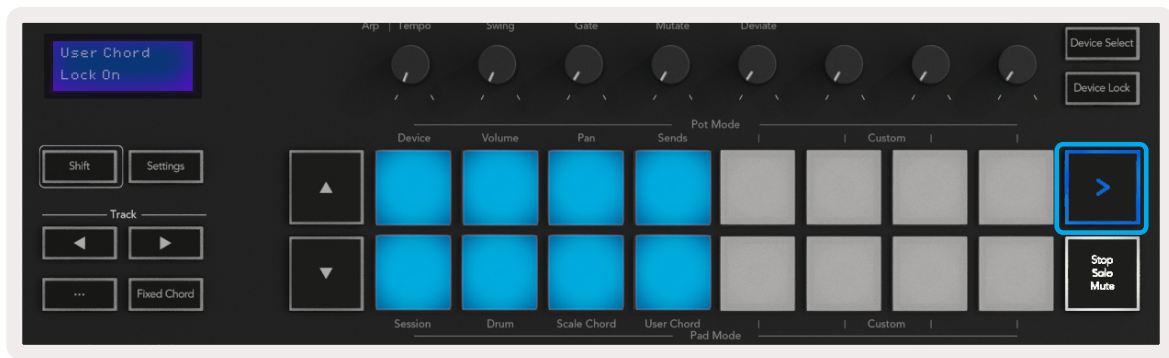 Arp | Tempo Swing Gate Mutate Deviate
User Chord
Lock On
Device Select
Device Lock
Pot Mode
Device Volume Pan Sends Custom
Shift Settings
Track
>
Stop
Solo
Mute
... Fixed Chord
Session Drum Scale Chord User Chord Custom
Pad Mode